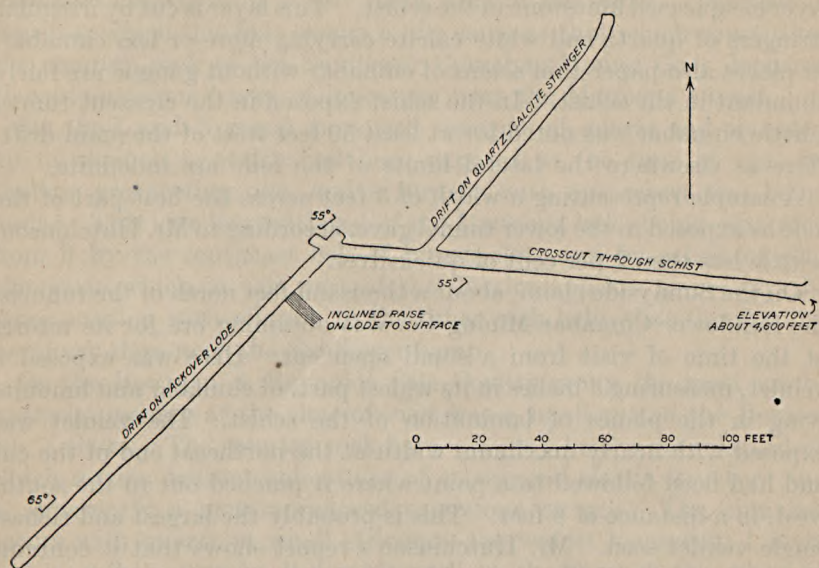 N
DRIFT ON QUARTZ-CALCITE STRINGER
55°
CROSSCUT THROUGH SCHIST
55°
ELEVATION
ABOUT 4,600 FEET
INCLINED RAISE
ON LODE TO SURFACE
DRIFT ON PACKOVER LODE
0 20 40 60 80 100 FEET
65°